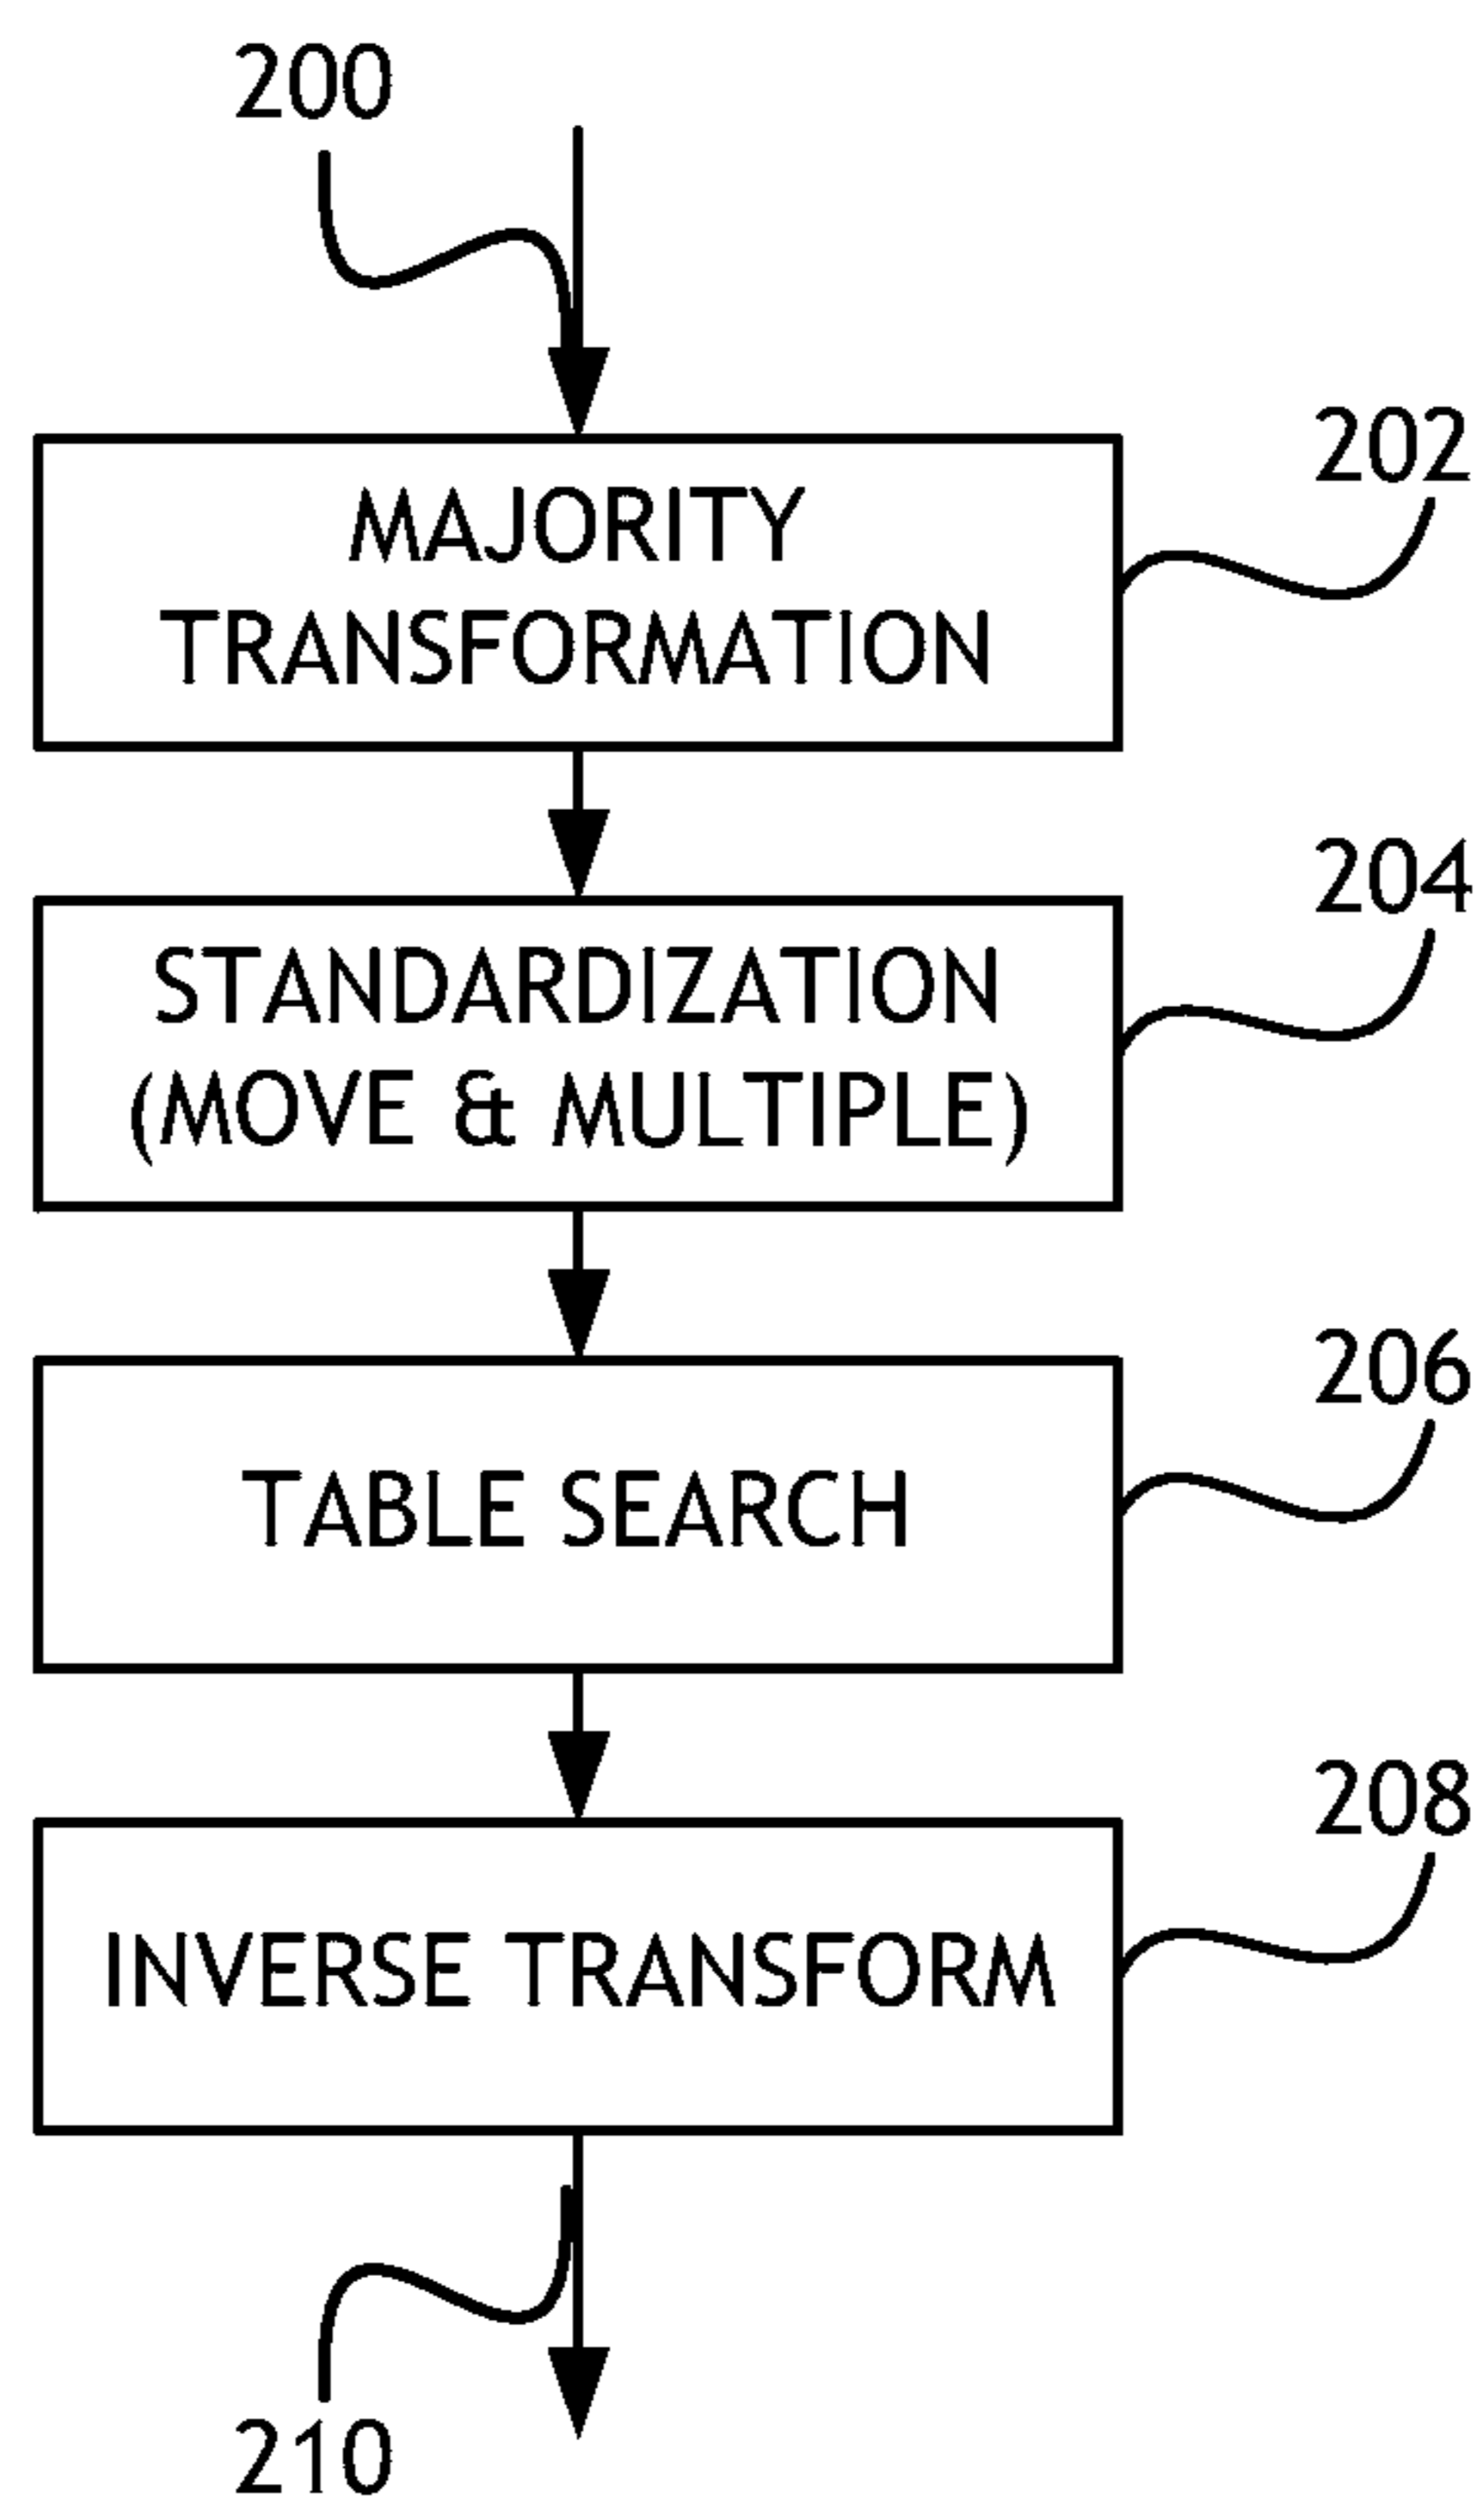 200
202
MAJORITY
TRANSFORMATION
204
STANDARDIZATION
(MOVE & MULTIPLE)
206
TABLE SEARCH
208
INVERSE TRANSFORM
210